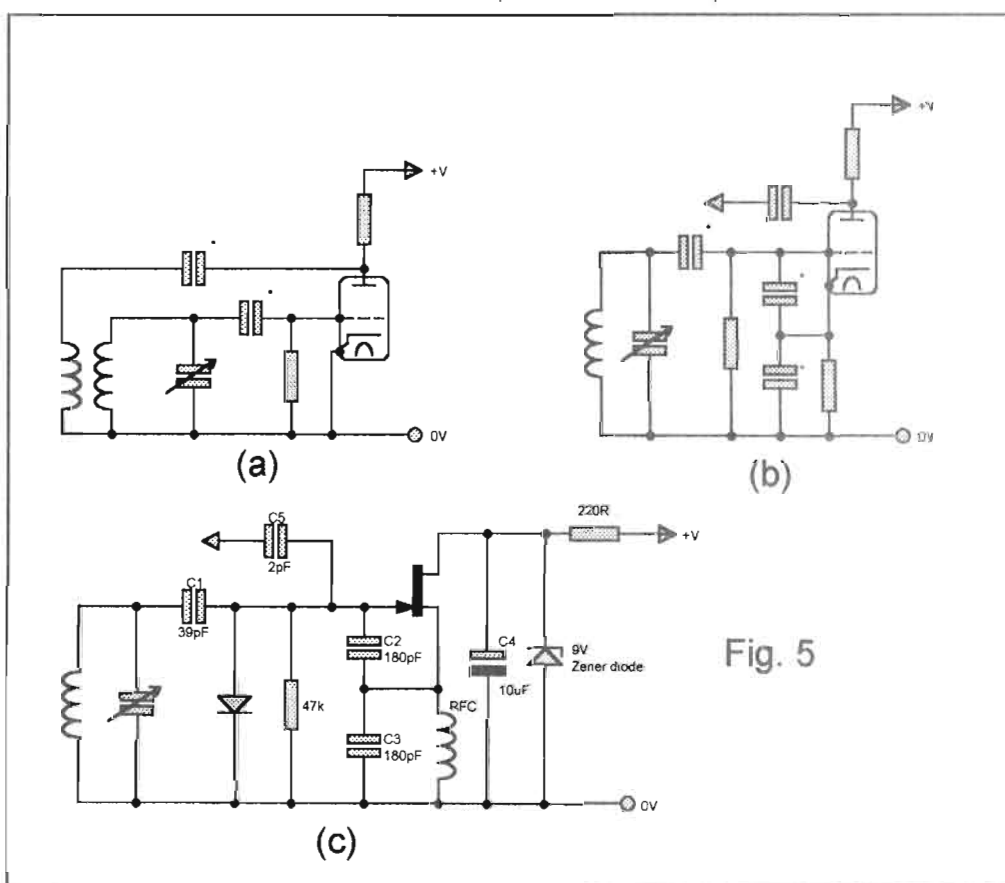 +V
+V
0V
(a)
0V
(b)
220R
+V
C5
2pF
C1
39pF
C2
180pF
C4
9V
Zener diode
Fig. 5
10uF
47k
RFC
C3
180pF
0V
(c)